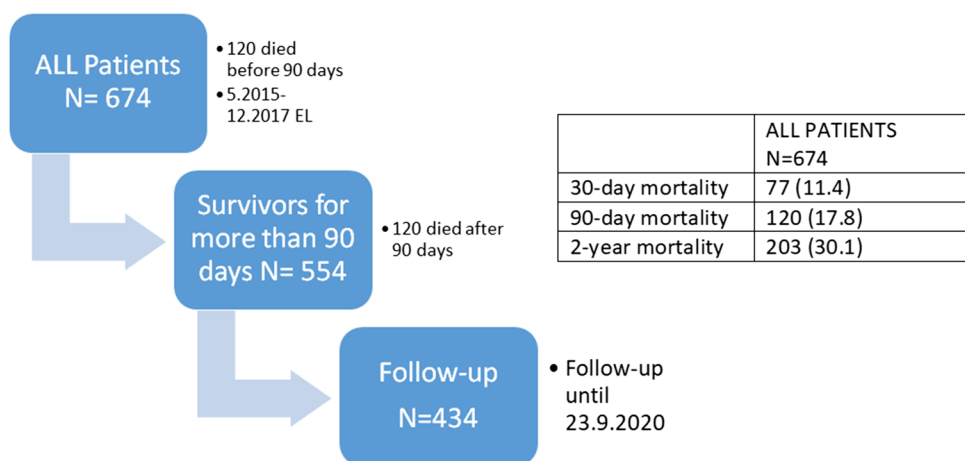 ALL Patients
N= 674
•120 died
before 90 days
•5.2015-
12.2017 EL
Survivors for
more than 90
days N= 554
•120 died after
90 days
Follow-up
N=434
• Follow-up
until
23.9.2020
ALL PATIENTS
N=674
30-day mortality 77 (11.4)
90-day mortality 120 (17.8)
2-year mortality 203 (30.1)